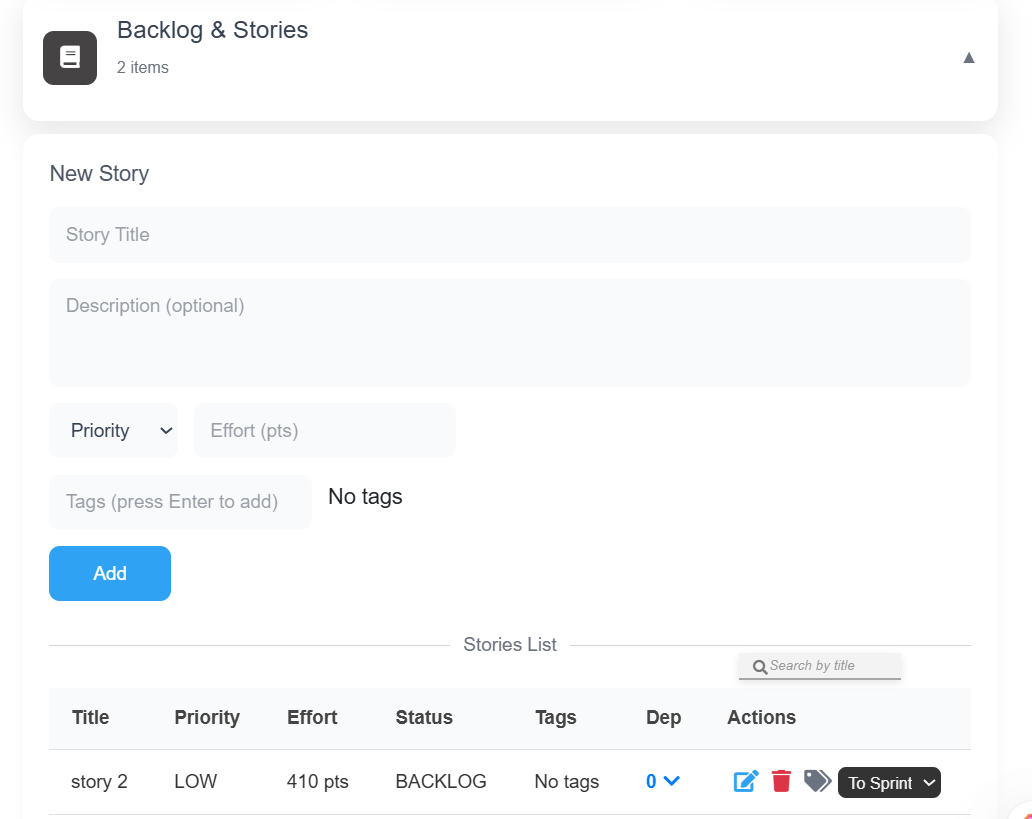 Backlog & Stories
2 items
▲
New Story
Story Title
Description (optional)
Priority Effort (pts)
Tags (press Enter to add) No tags
Add
Stories List
Search by title
Title Priority Effort Status Tags Dep Actions
story 2 LOW 410 pts BACKLOG No tags 0 To Sprint